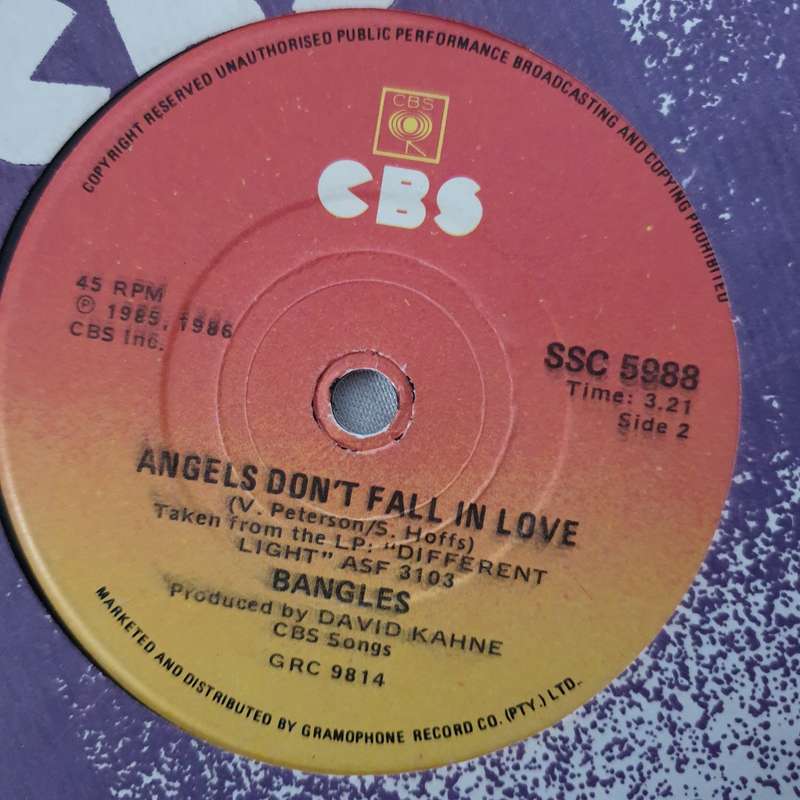 COPYRIGHT RESERVED UNAUTHORISED PUBLIC PERFORMANCE BROADCASTING AND COPYING PROHIBITED
CBS
CBS
45 RPM
℗ 1985, 1986
CBS Inc.
SSC 5988
Time: 3.21
Side 2
ANGELS DON'T FALL IN LOVE
(V. Peterson/S. Hoffs)
Taken from the LP: "DIFFERENT
LIGHT" ASF 3103
BANGLES
Produced by DAVID KAHNE
CBS Songs
GRC 9814
MARKETED AND DISTRIBUTED BY GRAMOPHONE RECORD CO. (PTY.) LTD.